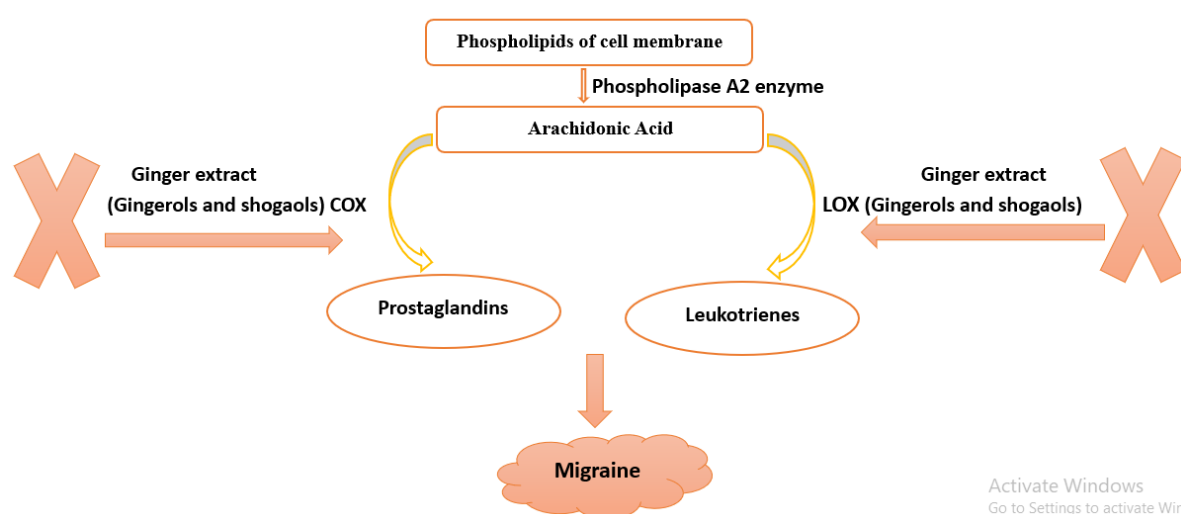 Phospholipids of cell membrane
Phospholipase A2 enzyme
Arachidonic Acid
Ginger extract
(Gingerols and shogaols) COX
Ginger extract
LOX (Gingerols and shogaols)
Prostaglandins
Leukotrienes
Migraine
Activate Windows
Go to Settings to activate Win